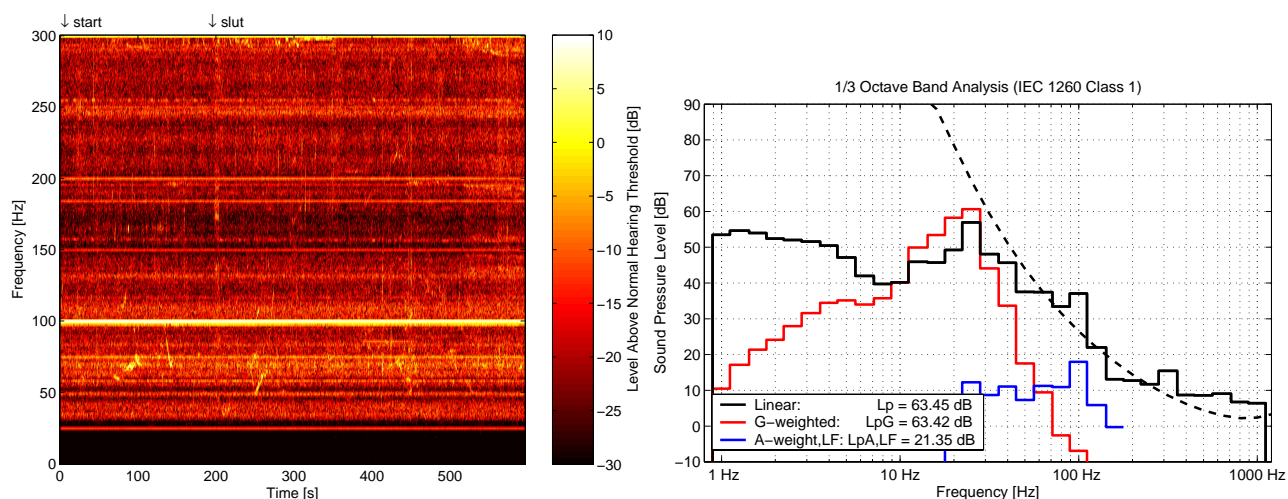 ↓ start
↓ slut
300
250
200
150
100
50
0
Frequency [Hz]
0 100 200 300 400 500
Time [s]
10
5
0
−5
−10
−15
−20
−25
−30
Level Above Normal Hearing Threshold [dB]
1/3 Octave Band Analysis (IEC 1260 Class 1)
90
80
70
60
50
40
30
20
10
0
−10
Sound Pressure Level [dB]
Linear: Lp = 63.45 dB
G−weighted: LpG = 63.42 dB
A−weight,LF: LpA,LF = 21.35 dB
1 Hz 10 Hz 100 Hz 1000 Hz
Frequency [Hz]